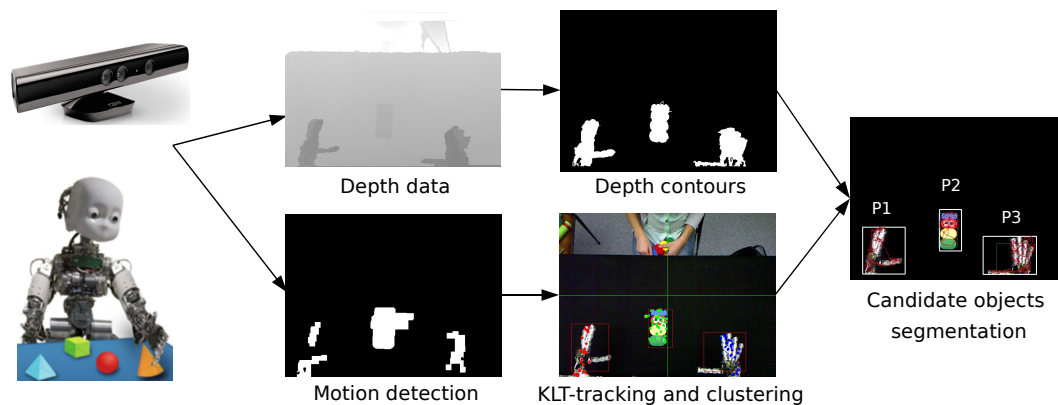 Depth data
Depth contours
Motion detection
KLT-tracking and clustering
P1
P2
P3
Candidate objects
segmentation